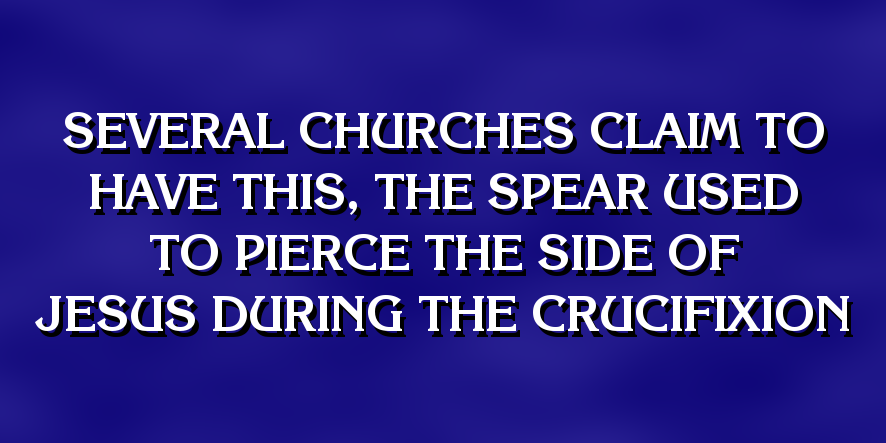 SEVERAL CHURCHES CLAIM TO
HAVE THIS, THE SPEAR USED
TO PIERCE THE SIDE OF
JESUS DURING THE CRUCIFIXION